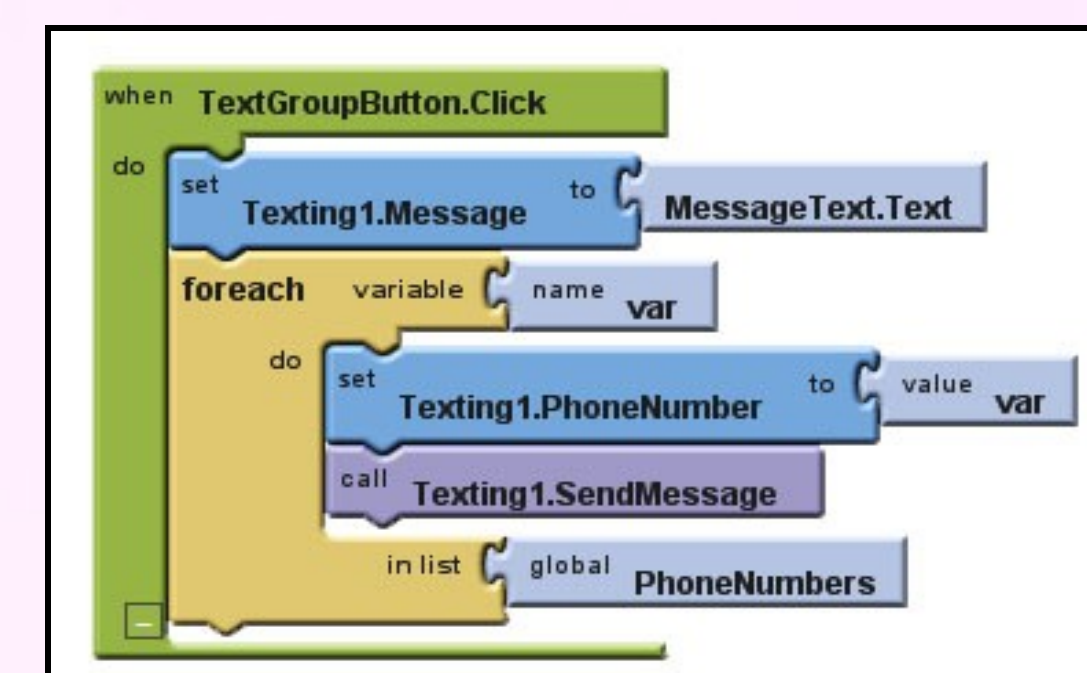 when TextGroupButton.Click
do set Texting1.Message to MessageText.Text
foreach variable name var
do set Texting1.PhoneNumber to value var
call Texting1.SendMessage
in list global PhoneNumbers